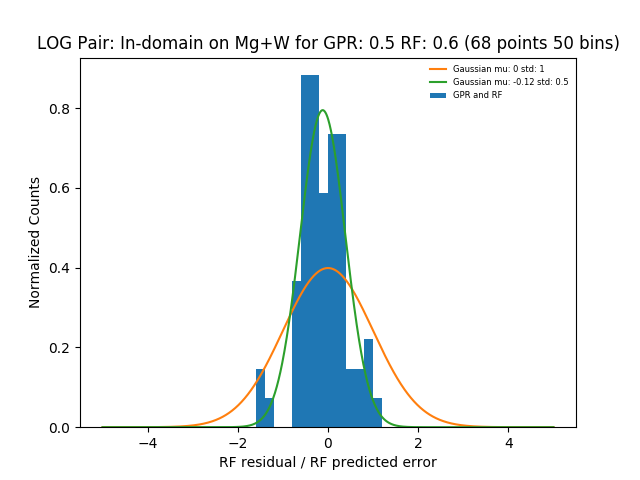 LOG Pair: In-domain on Mg+W for GPR: 0.5 RF: 0.6 (68 points 50 bins)
Gaussian mu: 0 std: 1
Gaussian mu: -0.12 std: 0.5
GPR and RF
Normalized Counts
0.8
0.6
0.4
0.2
0.0
−4 −2 0 2 4
RF residual / RF predicted error